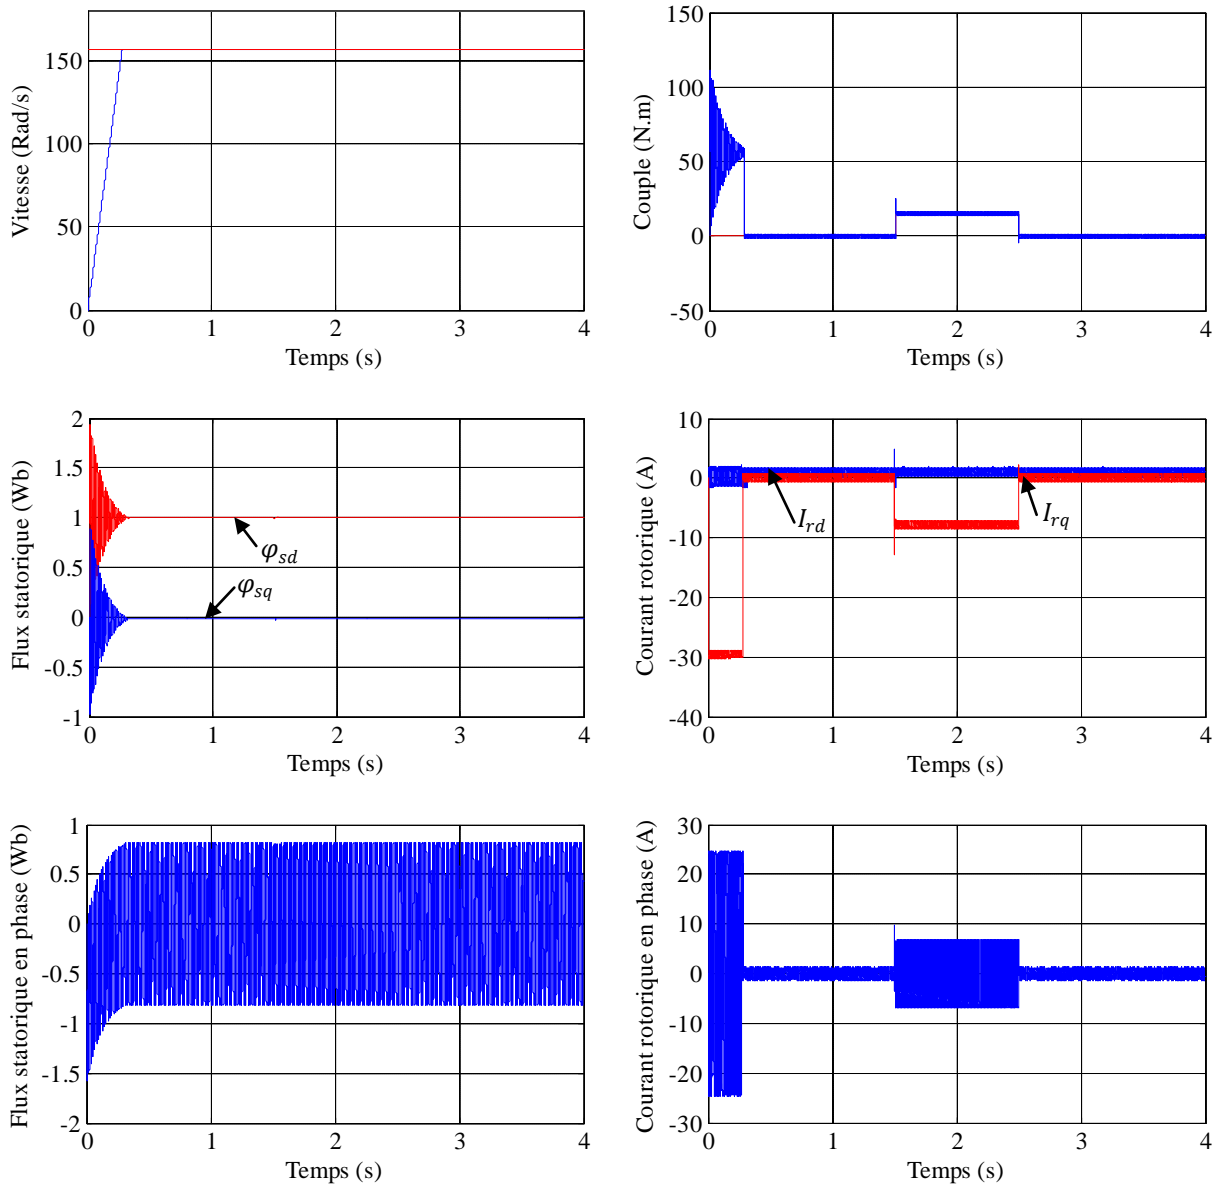 Vitesse (Rad/s)
150
100
50
0
0 1 2 3 4
Temps (s)
Couple (N.m)
150
100
50
0
-50
0 1 2 3 4
Temps (s)
Flux statorique (Wb)
2
1.5
1
0.5
0
-0.5
-1
φsd
φsq
0 1 2 3 4
Temps (s)
Courant rotorique (A)
10
0
-10
-20
-30
-40
Ird
Irq
0 1 2 3 4
Temps (s)
Flux statorique en phase (Wb)
1
0.5
0
-0.5
-1
-1.5
-2
0 1 2 3 4
Temps (s)
Courant rotorique en phase (A)
30
20
10
0
-10
-20
-30
0 1 2 3 4
Temps (s)